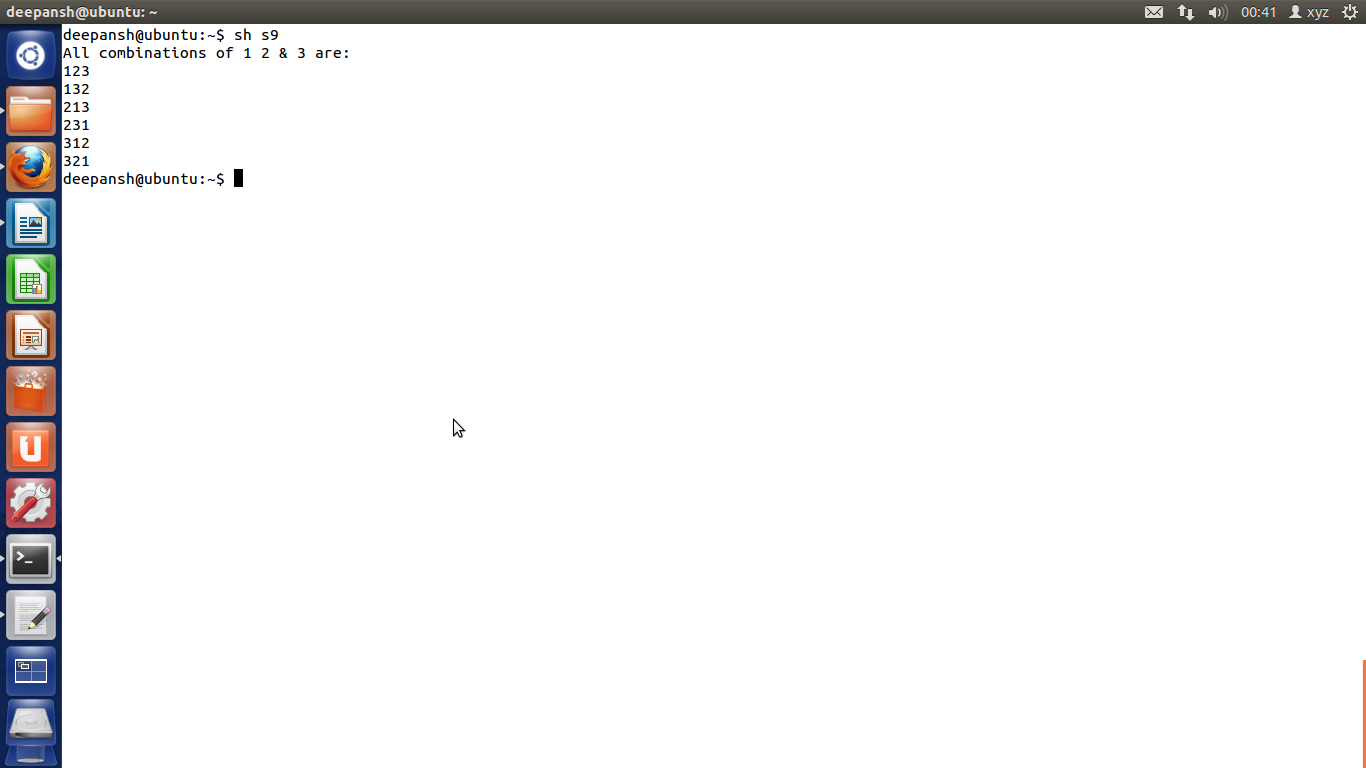 deepansh@ubuntu: ~
00:41
xyz
deepansh@ubuntu:~$ sh s9
All combinations of 1 2 & 3 are:
123
132
213
231
312
321
deepansh@ubuntu:~$